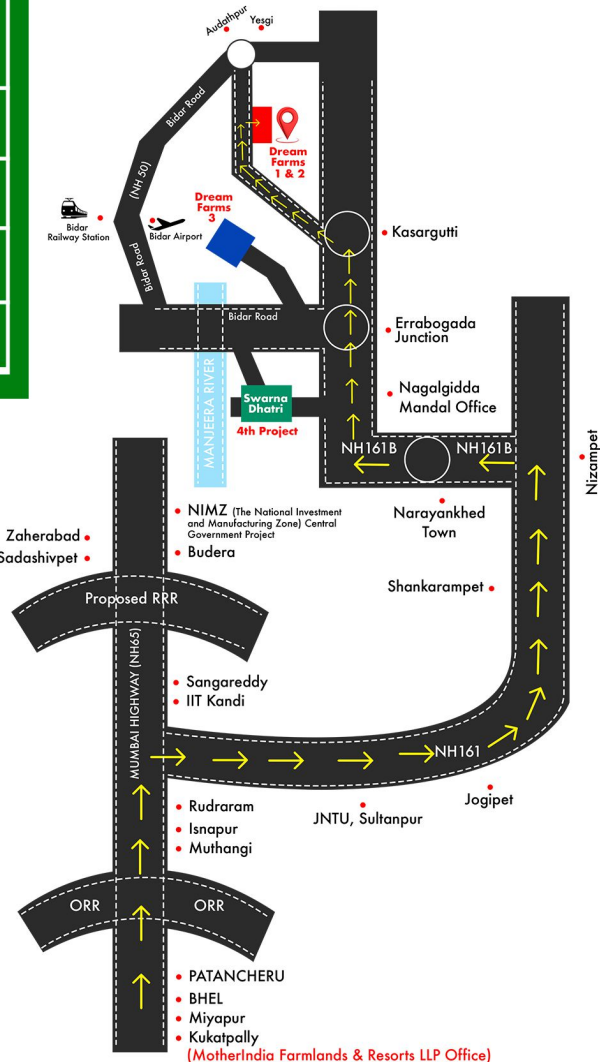 Audathpur
Yesgi
Bidar Road
(NH 50)
Dream
Farms
1 & 2
Dream
Farms
3
Bidar
Railway Station
Bidar Airport
Kasargutti
Bidar Road
Bidar Road
Errabogada
Junction
MANJEERA RIVER
Swarna
Dhatri
4th Project
Nagalgidda
Mandal Office
NH161B
NH161B
Nizampet
Narayankhed
Town
NIMZ (The National Investment
and Manufacturing Zone) Central
Government Project
Zaherabad
Sadashivpet
Budera
Shankarampet
Proposed RRR
MUMBAI HIGHWAY (NH65)
Sangareddy
IIT Kandi
NH161
Jogipet
Rudraram
JNTU, Sultanpur
Isnapur
Muthangi
ORR
ORR
PATANCHERU
BHEL
Miyapur
Kukatpally
(MotherIndia Farmlands & Resorts LLP Office)